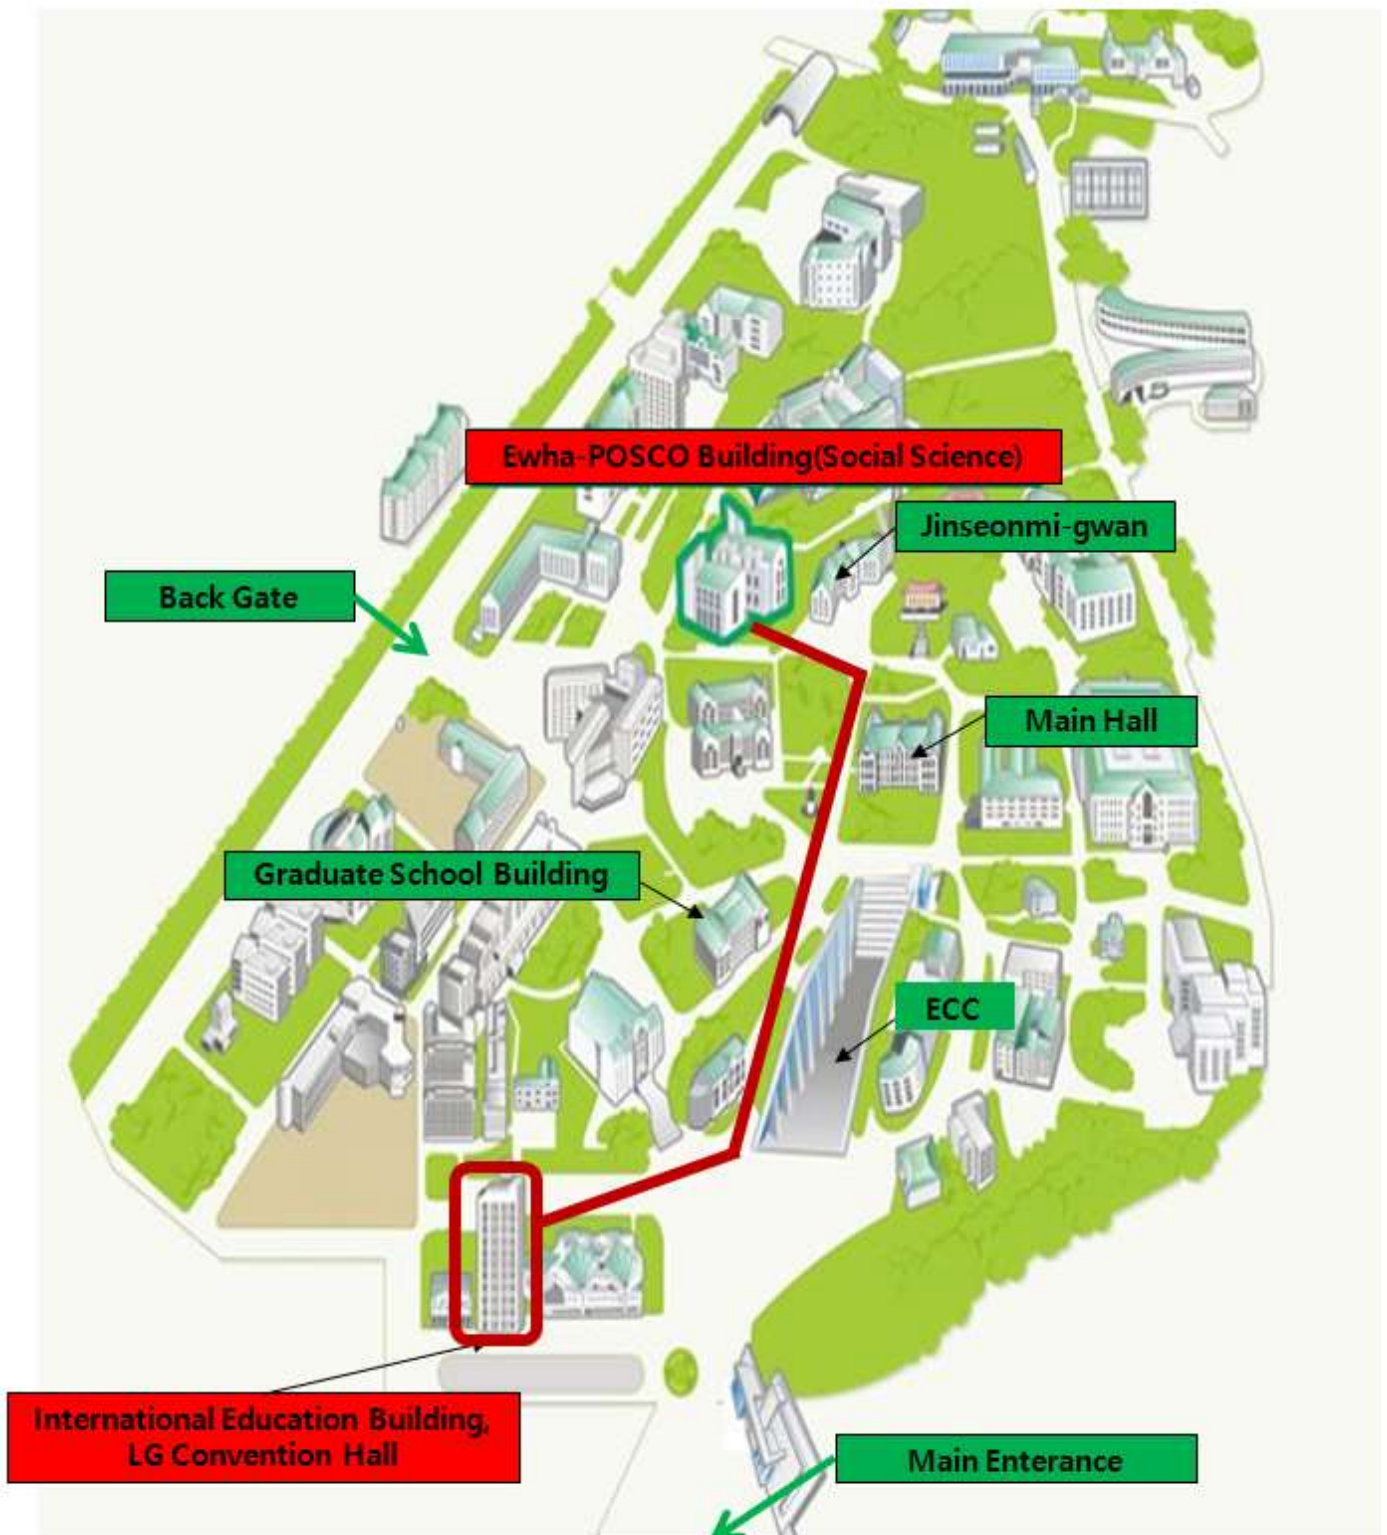 Ewha-POSCO Building(Social Science)
Jinseonmi-gwan
Back Gate
Main Hall
Graduate School Building
ECC
International Education Building,
LG Convention Hall
Main Enterance